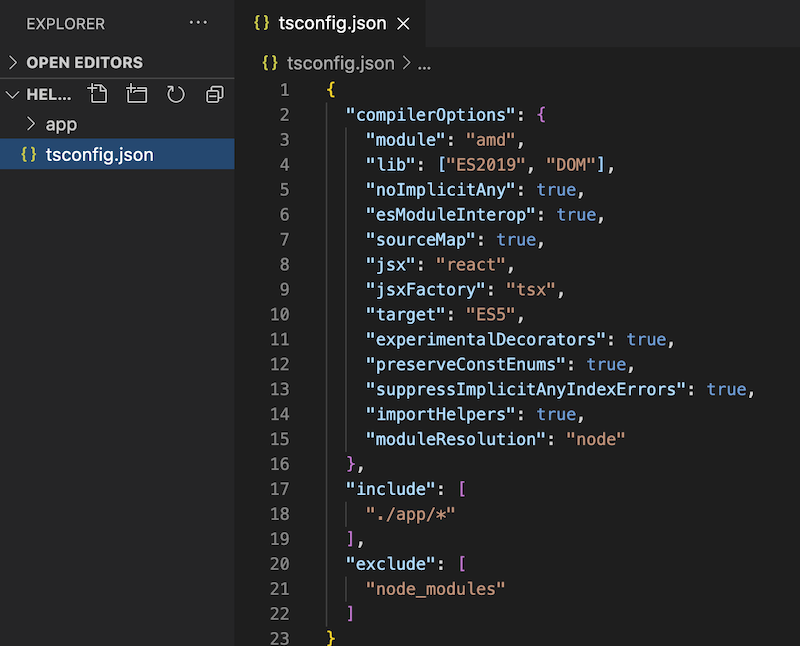 EXPLORER
...
OPEN EDITORS
HEL...
app
{} tsconfig.json
{} tsconfig.json
{} tsconfig.json > ...
1 {
2 "compilerOptions": {
3 "module": "amd",
4 "lib": ["ES2019", "DOM"],
5 "noImplicitAny": true,
6 "esModuleInterop": true,
7 "sourceMap": true,
8 "jsx": "react",
9 "jsxFactory": "tsx",
10 "target": "ES5",
11 "experimentalDecorators": true,
12 "preserveConstEnums": true,
13 "suppressImplicitAnyIndexErrors": true,
14 "importHelpers": true,
15 "moduleResolution": "node"
16 },
17 "include": [
18 "./app/*"
19 ],
20 "exclude": [
21 "node_modules"
22 ]
23 }